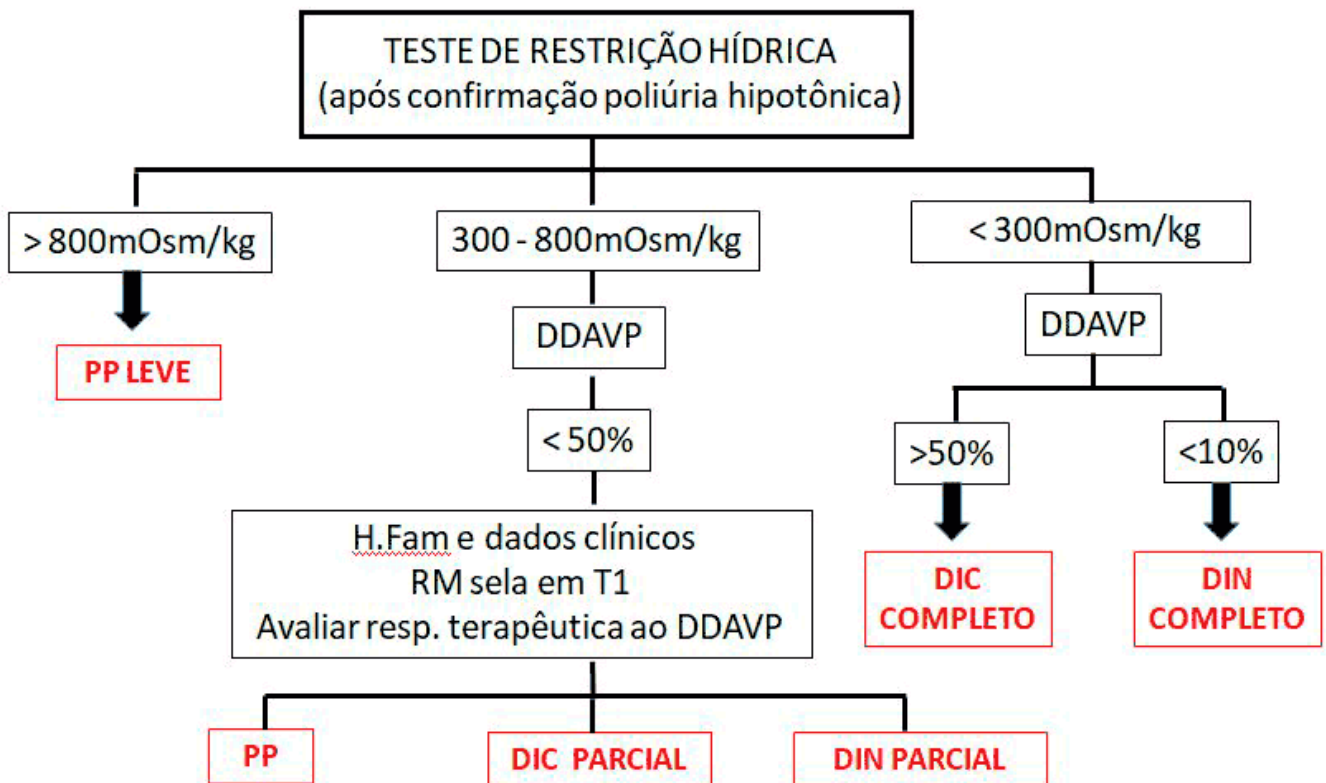 TESTE DE RESTRIÇÃO HÍDRICA
(após confirmação poliúria hipotônica)
> 800mOsm/kg
300 - 800mOsm/kg
< 300mOsm/kg
PP LEVE
DDAVP
DDAVP
< 50%
>50%
<10%
H.Fam e dados clínicos
RM sela em T1
Avaliar resp. terapêutica ao DDAVP
DIC
COMPLETO
DIN
COMPLETO
PP
DIC PARCIAL
DIN PARCIAL